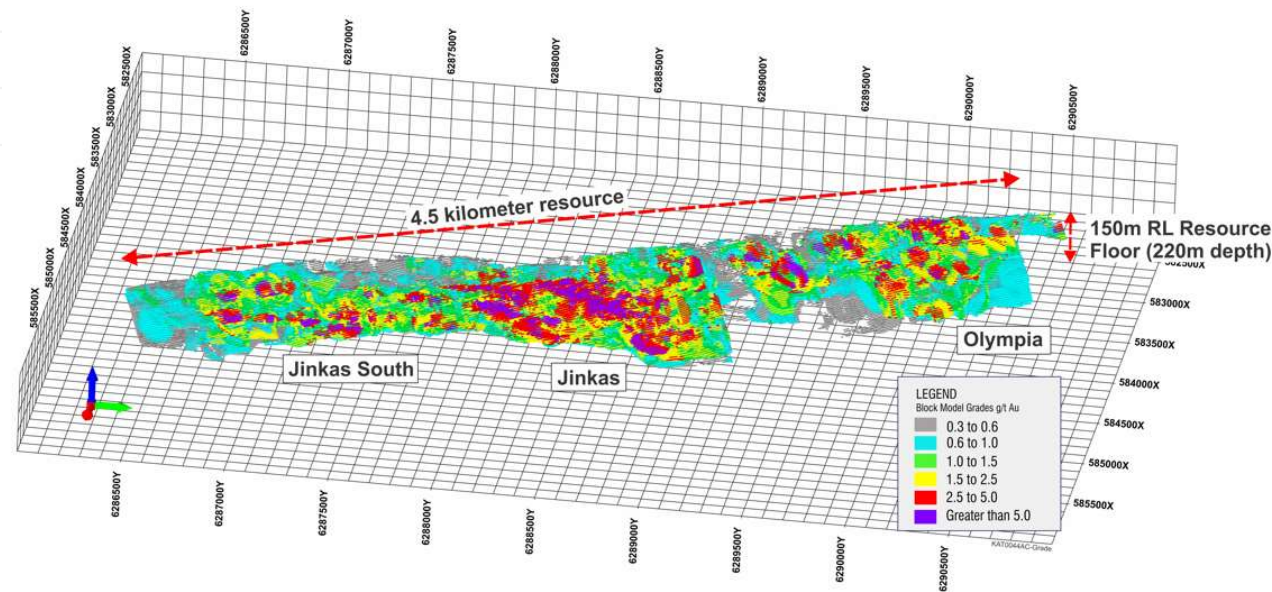 6286500Y
6287000Y
6287500Y
6288000Y
6288500Y
6289000Y
6289500Y
6290000Y
6290500Y
582500X
583000X
583500X
584000X
584500X
585000X
585500X
4.5 kilometer resource
150m RL Resource
Floor (220m depth)
582500X
583000X
583500X
584000X
584500X
585000X
585500X
Jinkas South
Jinkas
Olympia
LEGEND
Block Model Grades g/t Au
0.3 to 0.6
0.6 to 1.0
1.0 to 1.5
1.5 to 2.5
2.5 to 5.0
Greater than 5.0
KAT0044AC-Grade
6286500Y
6287000Y
6287500Y
6288000Y
6288500Y
6289000Y
6289500Y
6290000Y
6290500Y